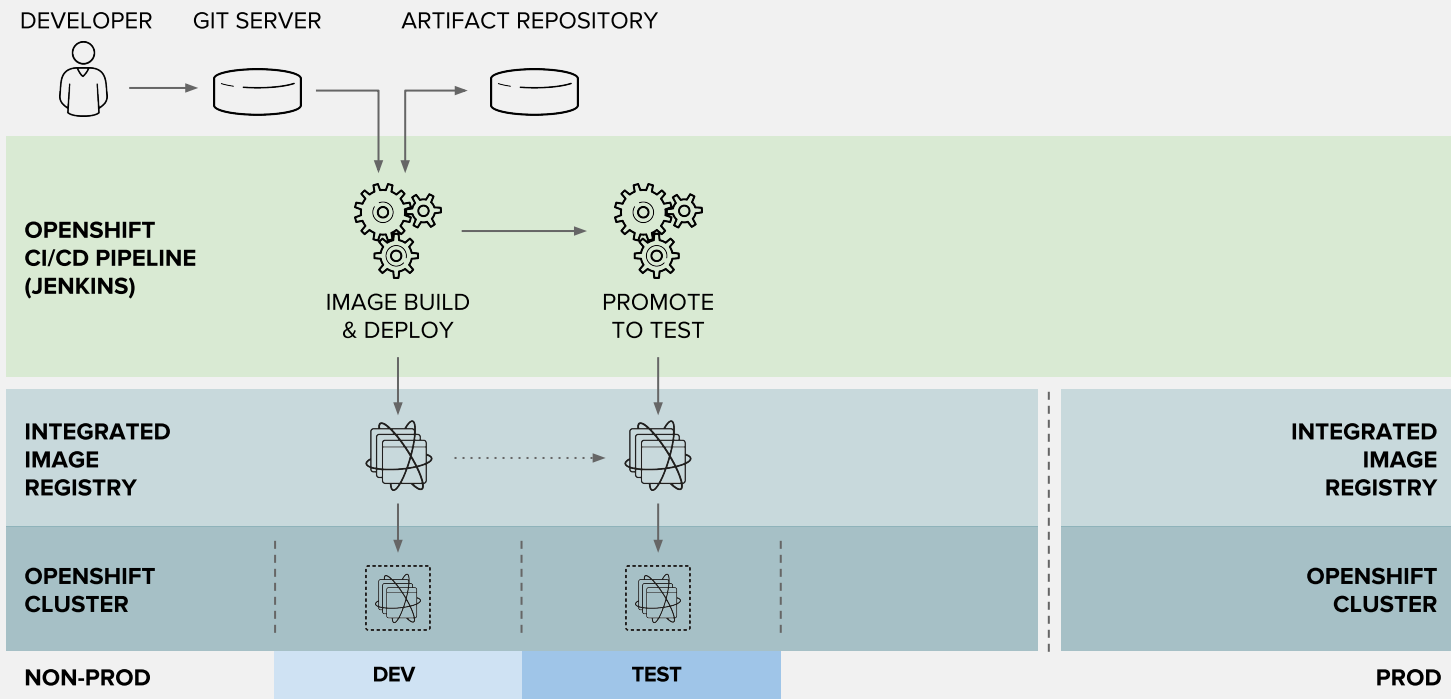 DEVELOPER
GIT SERVER
ARTIFACT REPOSITORY
OPENSHIFT
CI/CD PIPELINE
(JENKINS)
IMAGE BUILD
& DEPLOY
PROMOTE
TO TEST
INTEGRATED
IMAGE
REGISTRY
INTEGRATED
IMAGE
REGISTRY
OPENSHIFT
CLUSTER
OPENSHIFT
CLUSTER
NON-PROD
DEV
TEST
PROD